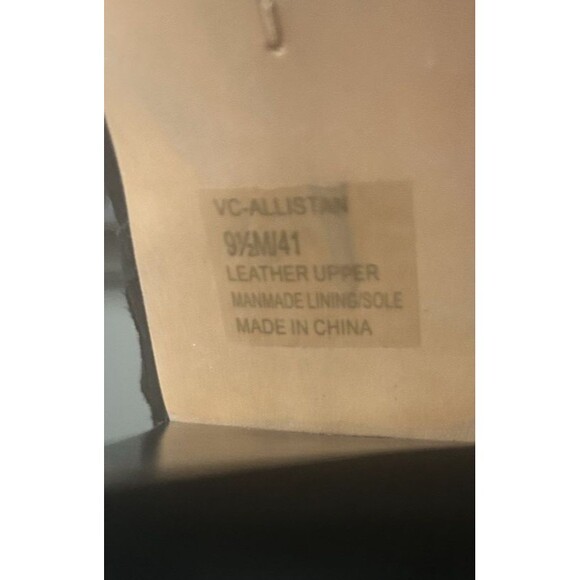 VC-ALLISTAN
9½M/41
LEATHER UPPER
MANMADE LINING/SOLE
MADE IN CHINA